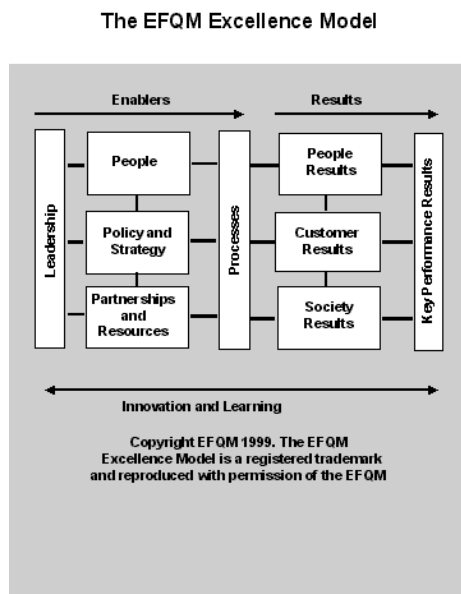 The EFQM Excellence Model
Enablers
Results
Leadership
People
Policy and
Strategy
Partnerships
and
Resources
Processes
People
Results
Customer
Results
Society
Results
Key Performance Results
Innovation and Learning
Copyright EFQM 1999. The EFQM
Excellence Model is a registered trademark
and reproduced with permission of the EFQM